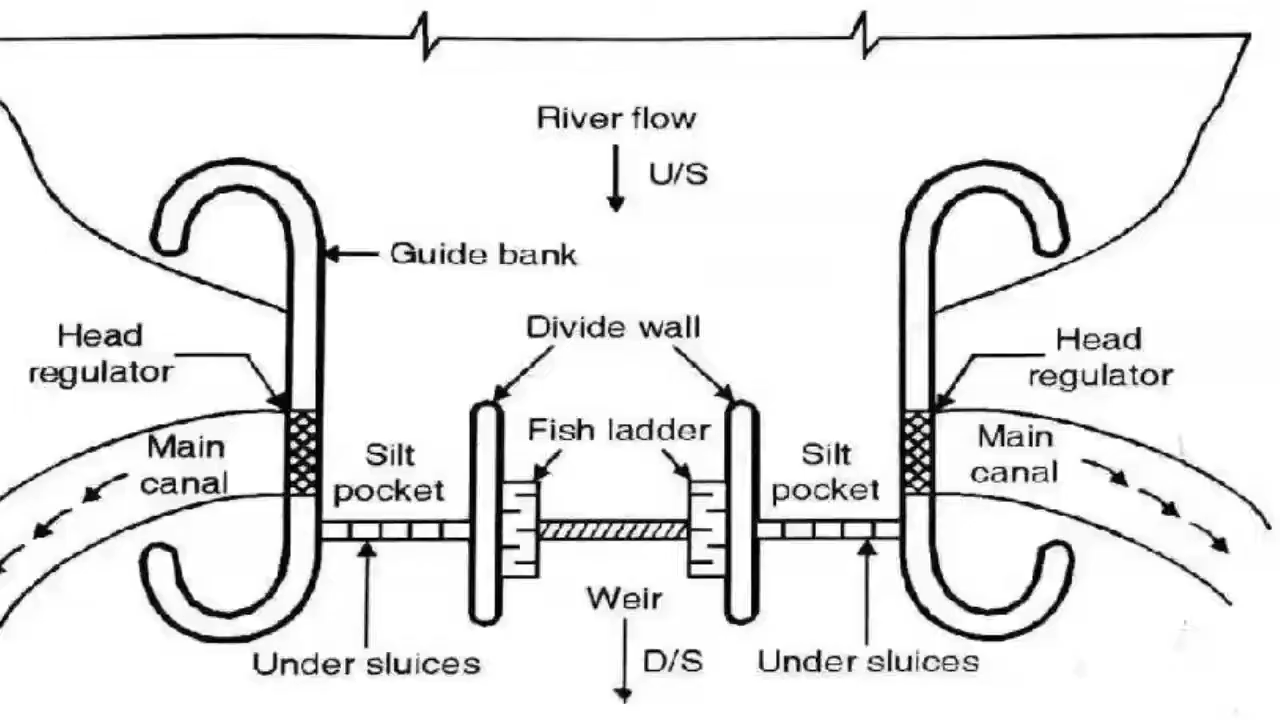 River flow
U/S
Guide bank
Divide wall
Head
regulator
Head
regulator
Fish ladder
Main
canal
Silt
pocket
Silt
pocket
Main
canal
Weir
Under sluices
D/S
Under sluices